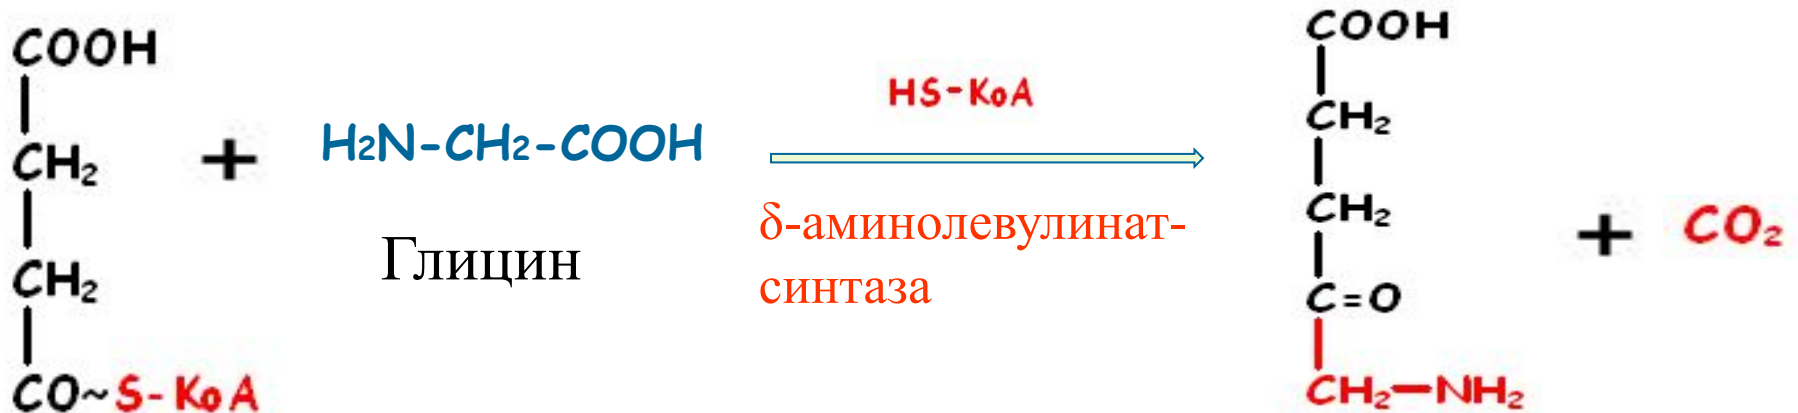 COOH
CH2
CH2
CO~S-KoA
+
H2N-CH2-COOH
Глицин
HS-KoA
δ-аминолевулинат-
синтаза
COOH
CH2
CH2
C=O
CH2—NH2
+ CO2